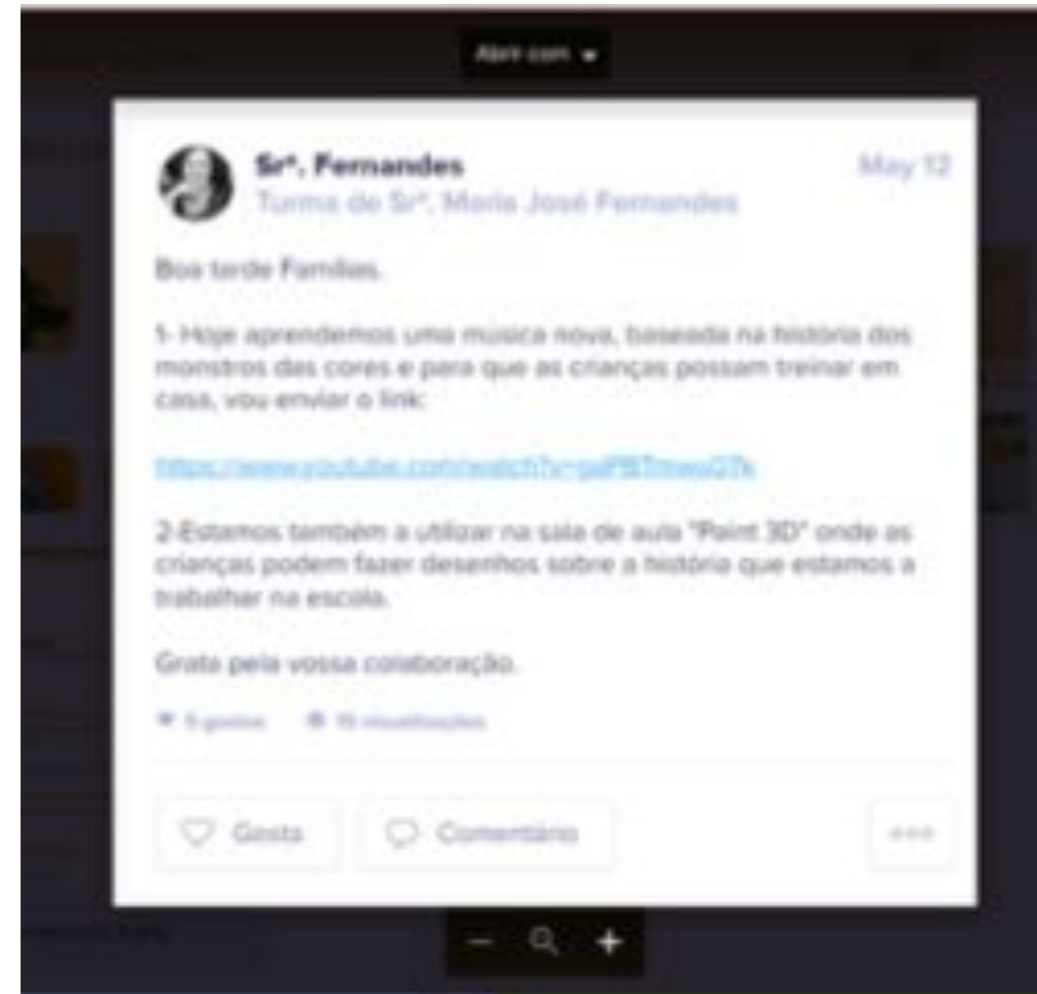 Abrir com
Srª. Fernandes
May 12
Turma de Srª. Maria José Fernandes
Boa tarde Famílias.
1- Hoje aprendemos uma música nova, baseada na história dos
monstros das cores e para que as crianças possam treinar em
casa, vou enviar o link:
2-Estamos também a utilizar na sala de aula "Paint 3D" onde as
crianças podem fazer desenhos sobre a história que estamos a
trabalhar na escola.
Grata pela vossa colaboração.
gostos
visualizações
Gosta
Comentário